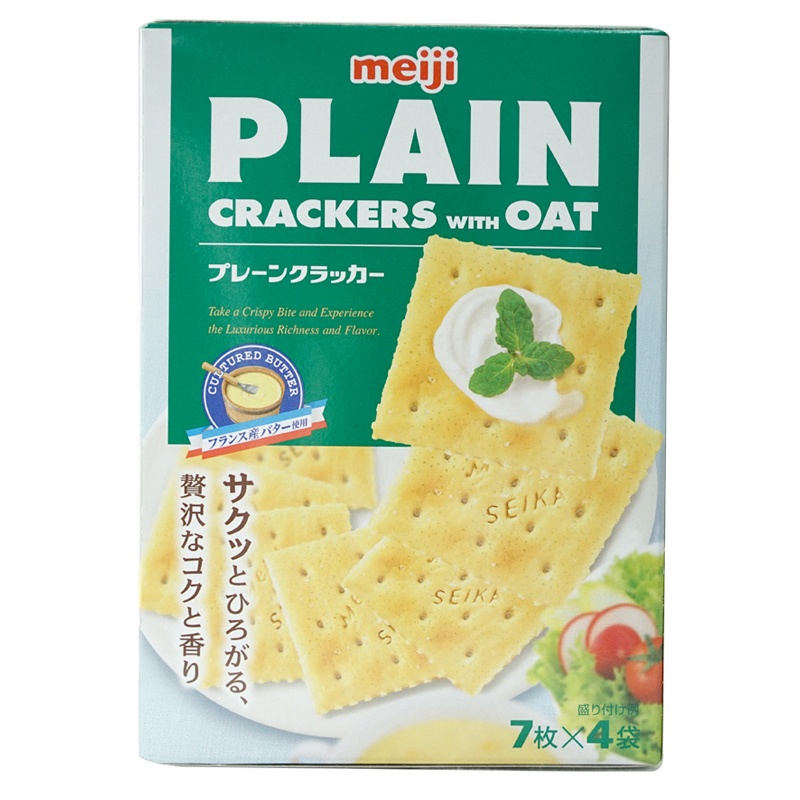 meiji
PLAIN
CRACKERS WITH OAT
プレーンクラッカー
Take a Crispy Bite and Experience
the Luxurious Richness and Flavor.
CULTURED BUTTER
フランス産バター使用
サクッとひろがる、
贅沢なコクと香り
SEIKA
SEIKA
盛り付け例
7枚×4袋